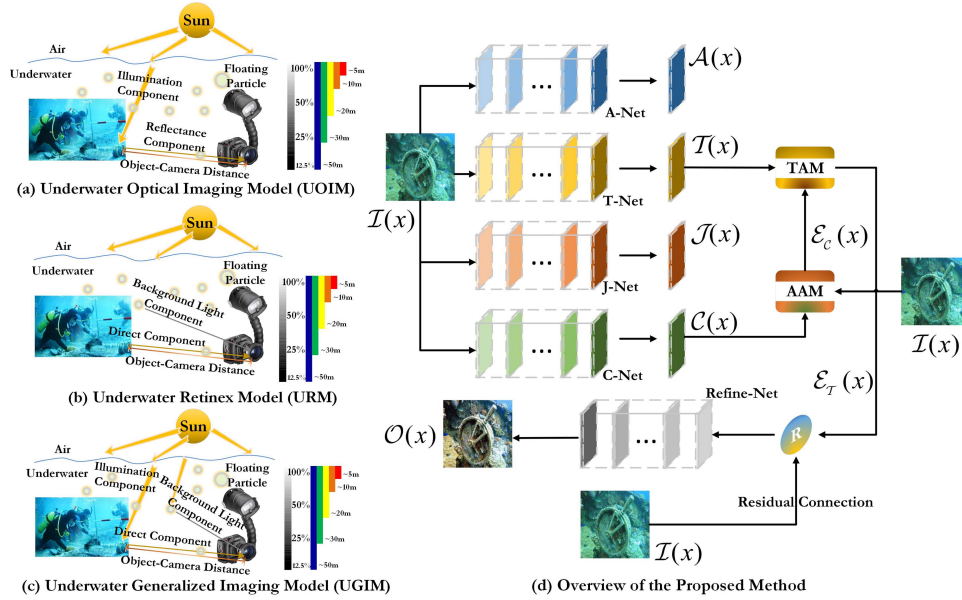 Sun
Air
Underwater
Illumination
Component
Floating
Particle
Reflectance
Component
Object-Camera Distance
100%
50%
25%
12.5%
~5m
~10m
~20m
~30m
~50m
(a) Underwater Optical Imaging Model (UOIM)
Sun
Air
Underwater
Background Light
Component
Floating
Particle
Direct Component
Object-Camera Distance
100%
50%
25%
12.5%
~5m
~10m
~20m
~30m
~50m
(b) Underwater Retinex Model (URM)
Sun
Air
Underwater
Illumination
Component
Background Light
Component
Floating
Particle
Direct Component
Object-Camera Distance
100%
50%
25%
12.5%
~5m
~10m
~20m
~30m
~50m
(c) Underwater Generalized Imaging Model (UGIM)
I(x)
A-Net
A(x)
T-Net
T(x)
J-Net
J(x)
C-Net
C(x)
TAM
E_C(x)
AAM
I(x)
E_T(x)
Refine-Net
O(x)
R
Residual Connection
I(x)
(d) Overview of the Proposed Method